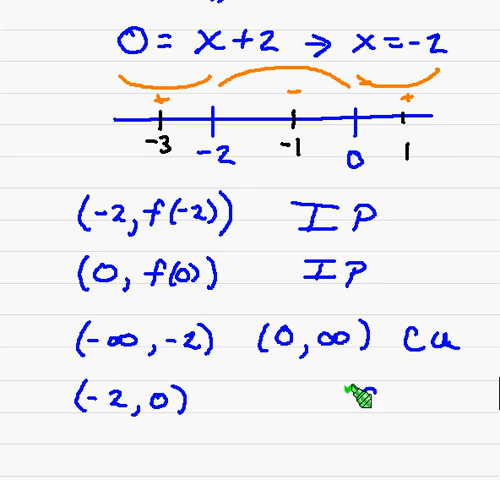 0 = x + 2 → x = -2
+ - +
-3 -2 -1 0 1
(-2, f(-2)) IP
(0, f(0)) IP
(-∞, -2) (0, ∞) Cu
(-2, 0)